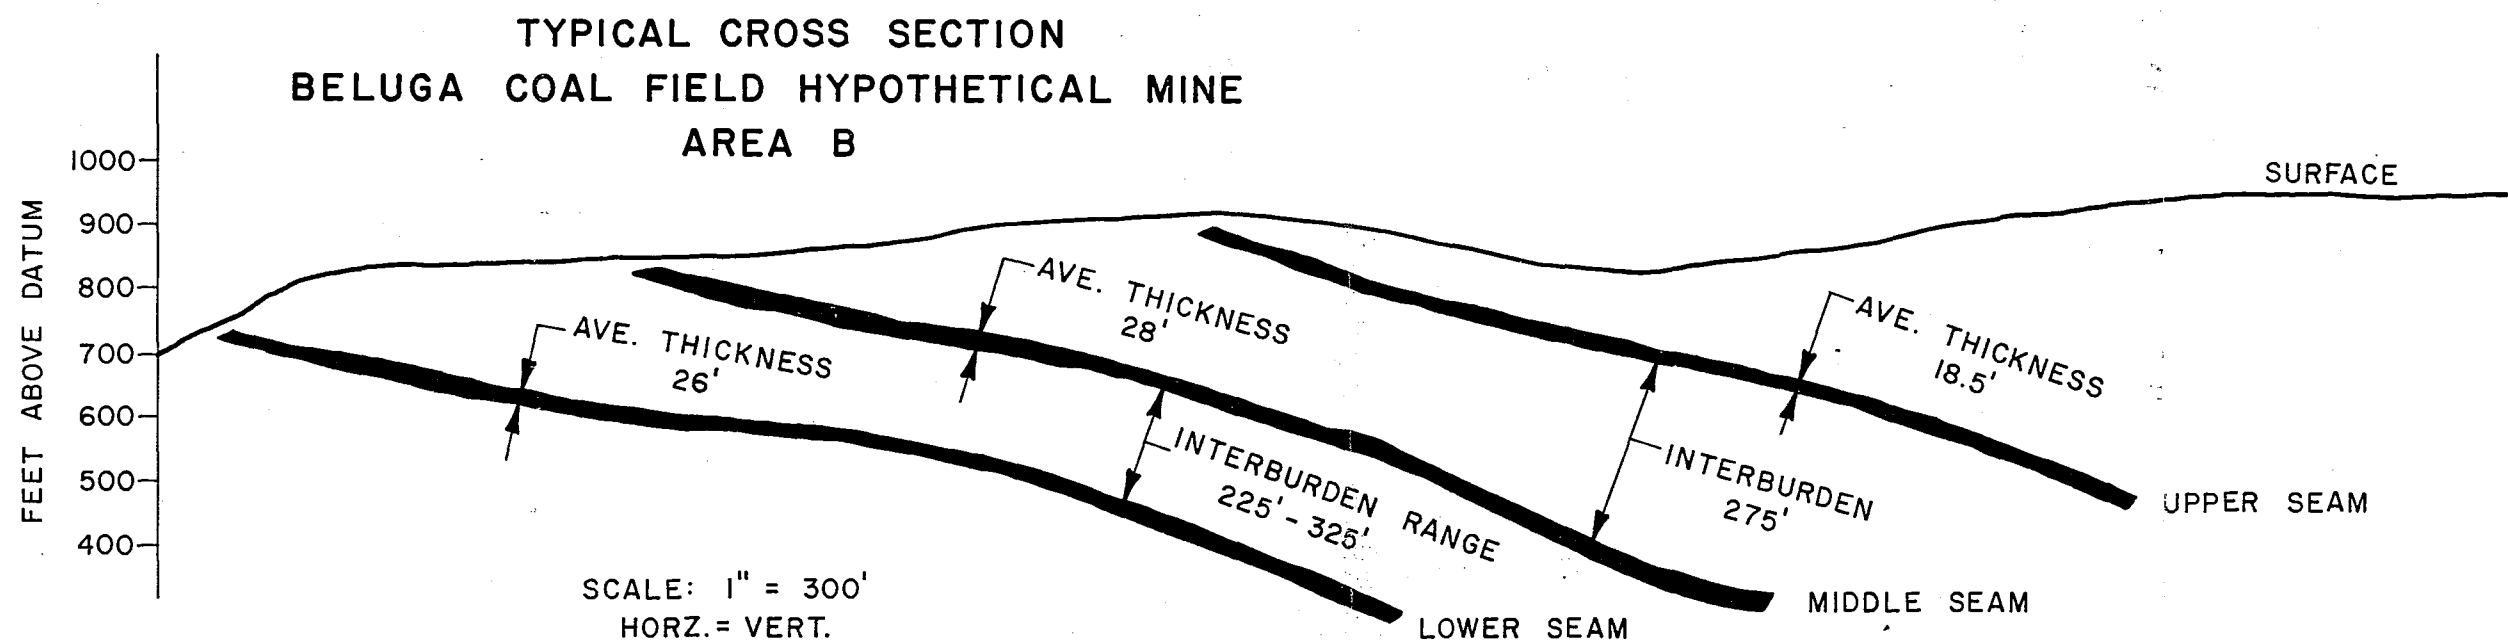 TYPICAL CROSS SECTION
BELUGA COAL FIELD HYPOTHETICAL MINE
AREA B
FEET ABOVE DATUM
1000
900
800
700
600
500
400
SURFACE
AVE. THICKNESS
26'
AVE. THICKNESS
28'
AVE. THICKNESS
18.5'
INTERBURDEN RANGE
225' - 325'
INTERBURDEN
275'
UPPER SEAM
MIDDLE SEAM
LOWER SEAM
SCALE: 1" = 300'
HORZ. = VERT.